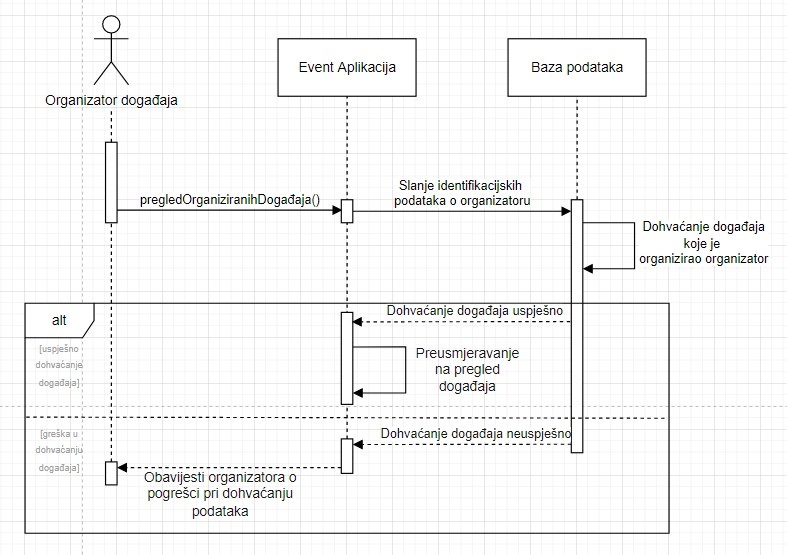 Organizator događaja
Event Aplikacija
Baza podataka
pregledOrganiziranihDogađaja()
Slanje identifikacijskih
podataka o organizatoru
Dohvaćanje događaja
koje je
organizirao organizator
alt
Dohvaćanje događaja uspješno
[uspješno
dohvaćanje
događaja]
Preusmjeravanje
na pregled
događaja
Dohvaćanje događaja neuspješno
[greška u
dohvaćanju
događaja]
Obavijesti organizatora o
pogrešci pri dohvaćanju
podataka